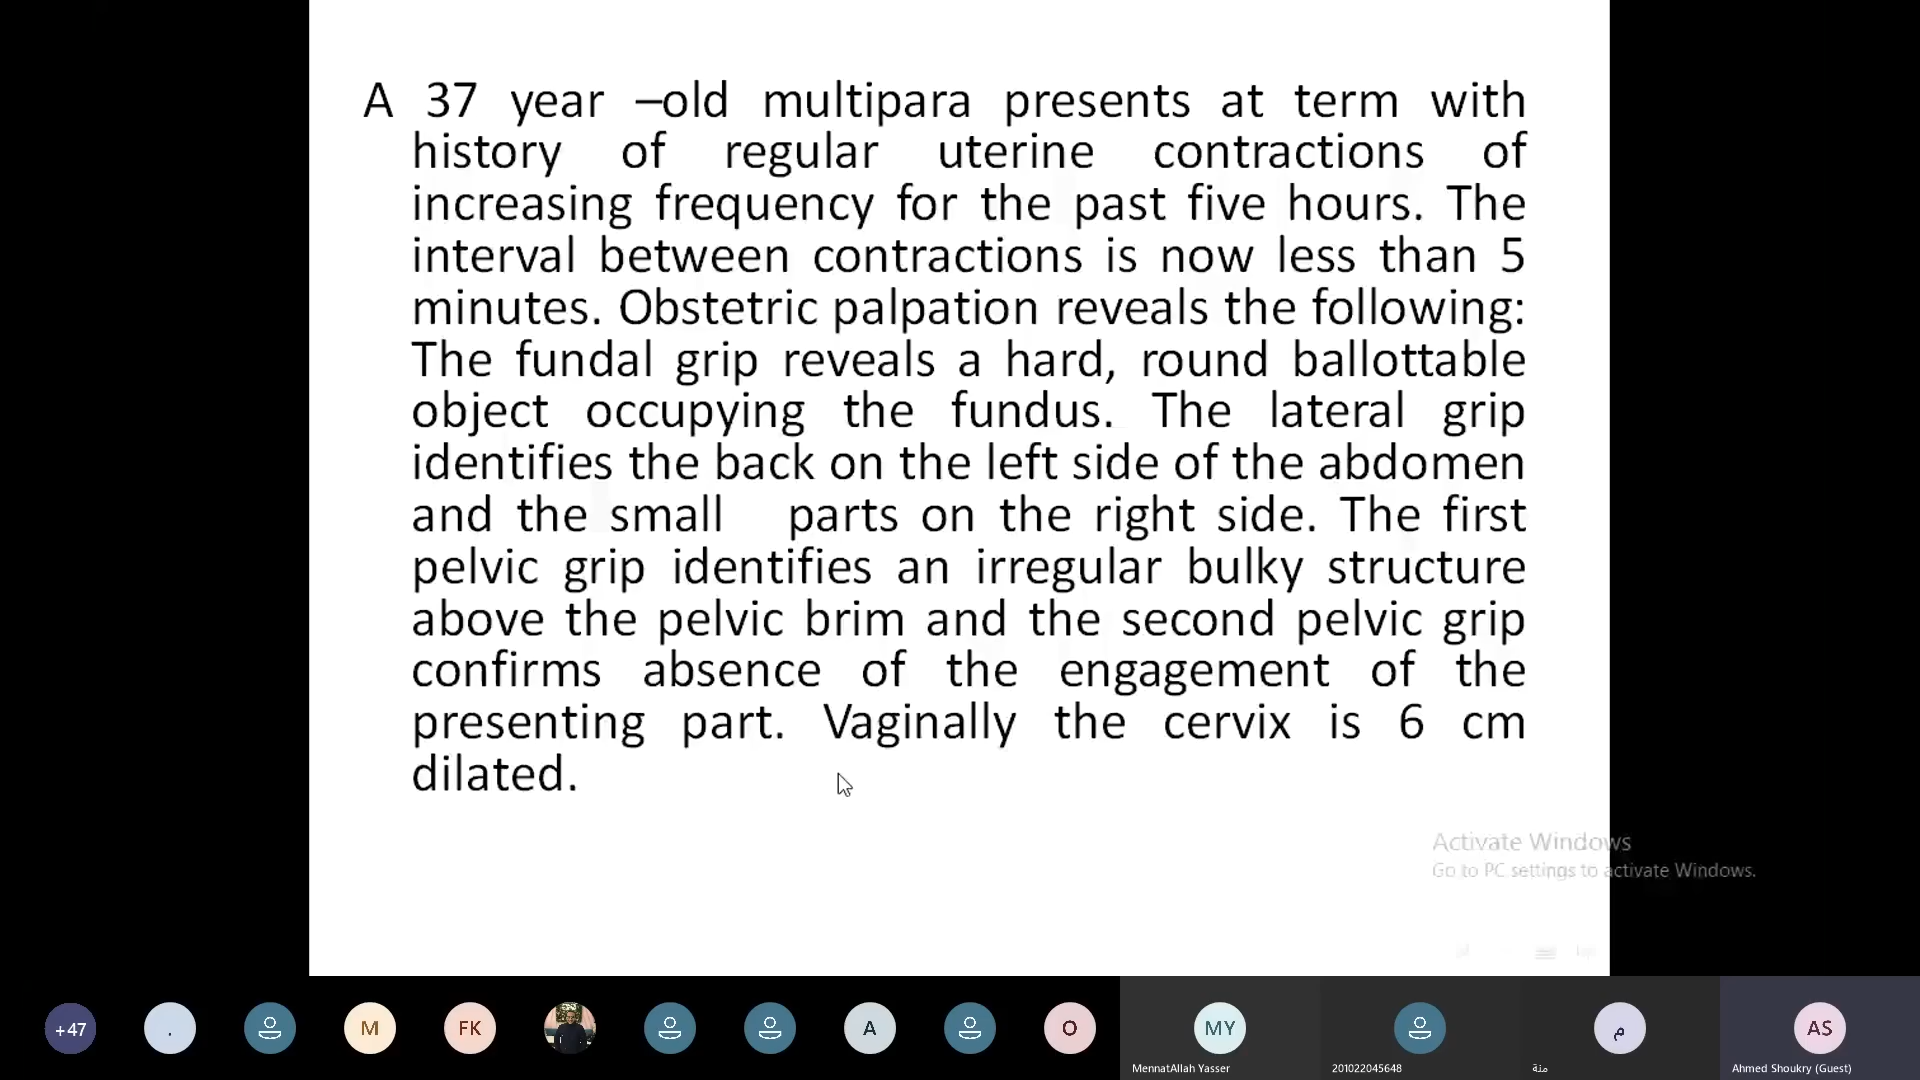 A 37 year –old multipara presents at term with
history of regular uterine contractions of
increasing frequency for the past five hours. The
interval between contractions is now less than 5
minutes. Obstetric palpation reveals the following:
The fundal grip reveals a hard, round ballottable
object occupying the fundus. The lateral grip
identifies the back on the left side of the abdomen
and the small parts on the right side. The first
pelvic grip identifies an irregular bulky structure
above the pelvic brim and the second pelvic grip
confirms absence of the engagement of the
presenting part. Vaginally the cervix is 6 cm
dilated.
Activate Windows
Go to PC settings to activate Windows.
+47
.
M
FK
A
O
MY
م
AS
MennatAllah Yasser
201022045648
منة
Ahmed Shoukry (Guest)